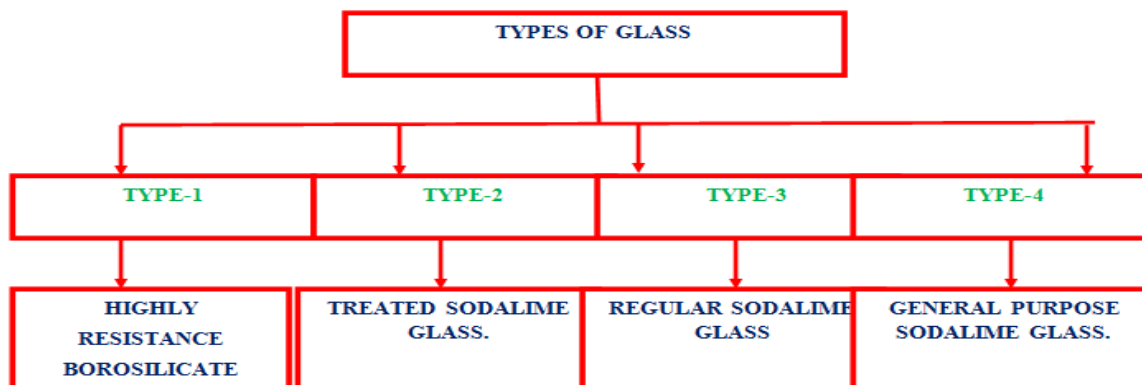 TYPES OF GLASS
TYPE-1
TYPE-2
TYPE-3
TYPE-4
HIGHLY
RESISTANCE
BOROSILICATE
TREATED SODALIME
GLASS.
REGULAR SODALIME
GLASS
GENERAL PURPOSE
SODALIME GLASS.